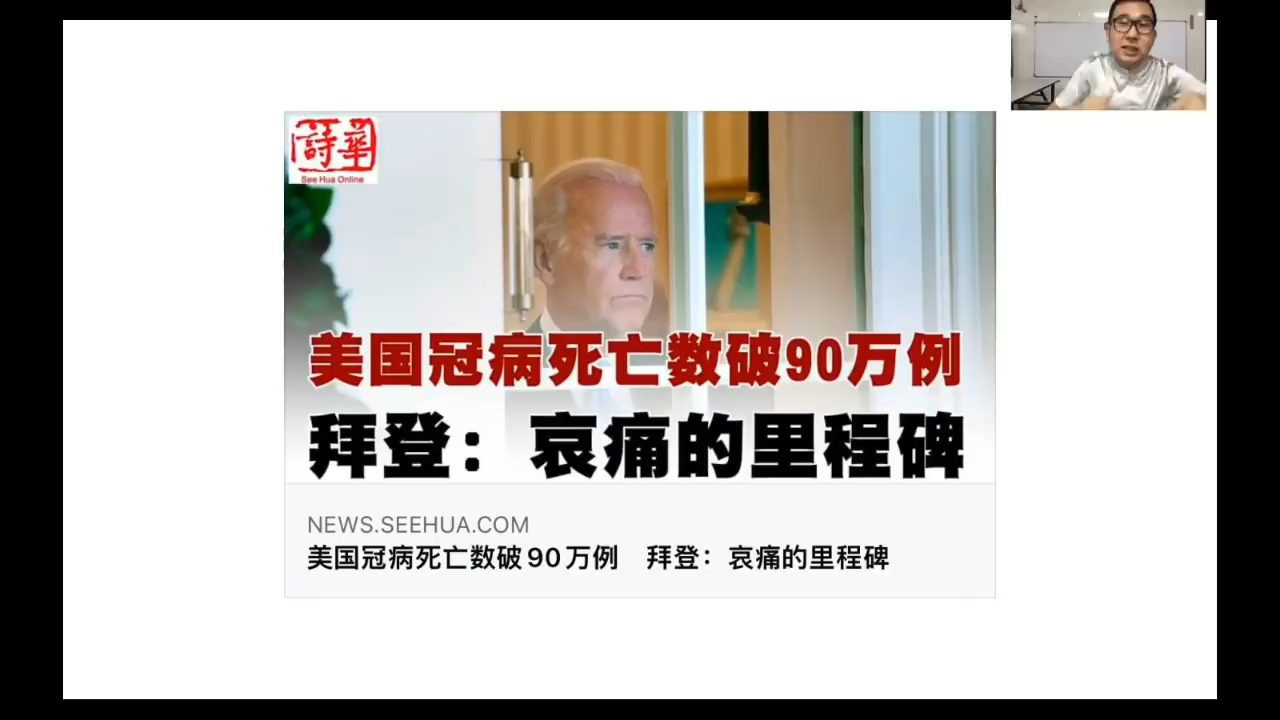 詩華
See Hua Online
美国冠病死亡数破90万例
拜登：哀痛的里程碑
NEWS.SEEHUA.COM
美国冠病死亡数破90万例 拜登：哀痛的里程碑